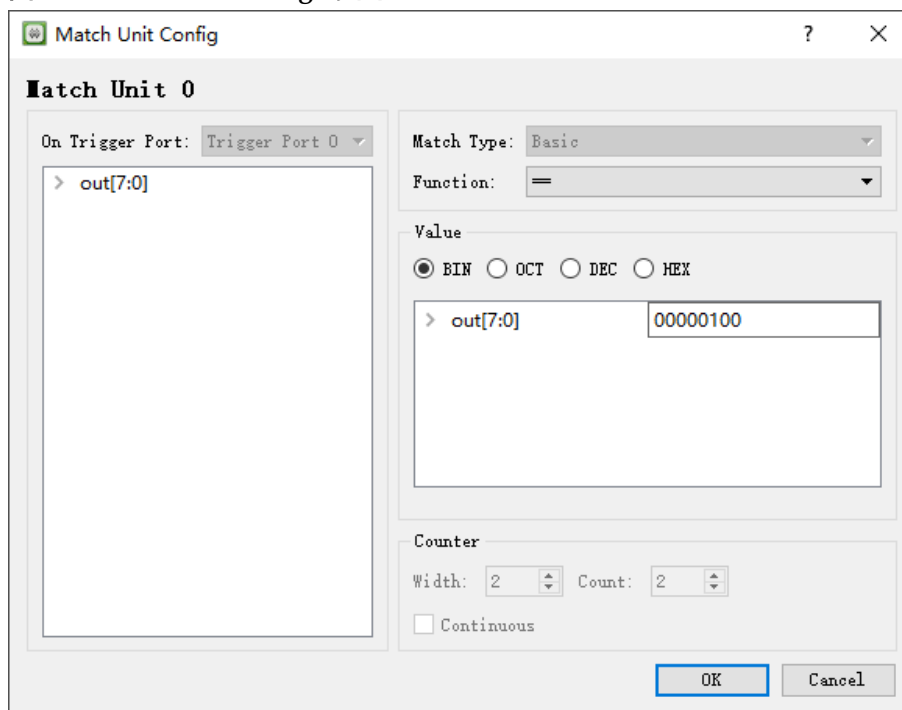 Match Unit Config
Match Unit 0
On Trigger Port: Trigger Port 0
out[7:0]
Match Type: Basic
Function: ==
Value
BIN OCT DEC HEX
out[7:0] 00000100
Counter
Width: 2 Count: 2
Continuous
OK Cancel